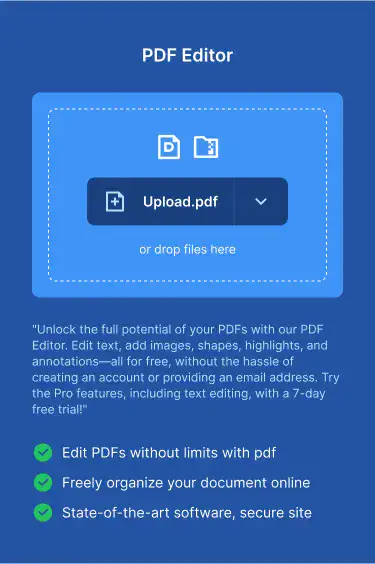 PDF Editor
D
Upload.pdf
or drop files here
"Unlock the full potential of your PDFs with our PDF
Editor. Edit text, add images, shapes, highlights, and
annotations—all for free, without the hassle of
creating an account or providing an email address. Try
the Pro features, including text editing, with a 7-day
free trial!"
Edit PDFs without limits with pdf
Freely organize your document online
State-of-the-art software, secure site